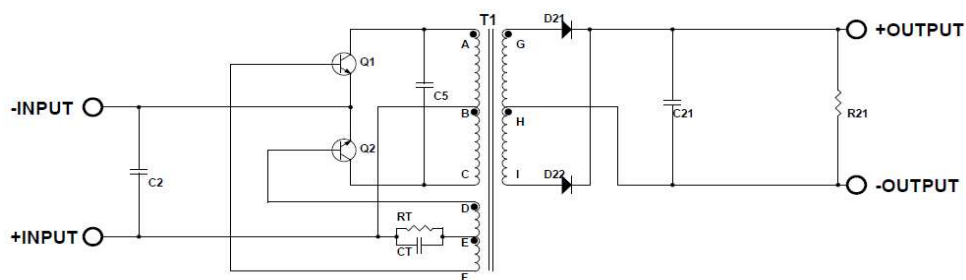 T1
D21
+OUTPUT
A
G
Q1
C5
-INPUT
B
H
C21
R21
Q2
C2
C
I
D22
-OUTPUT
D
RT
+INPUT
E
CT
F